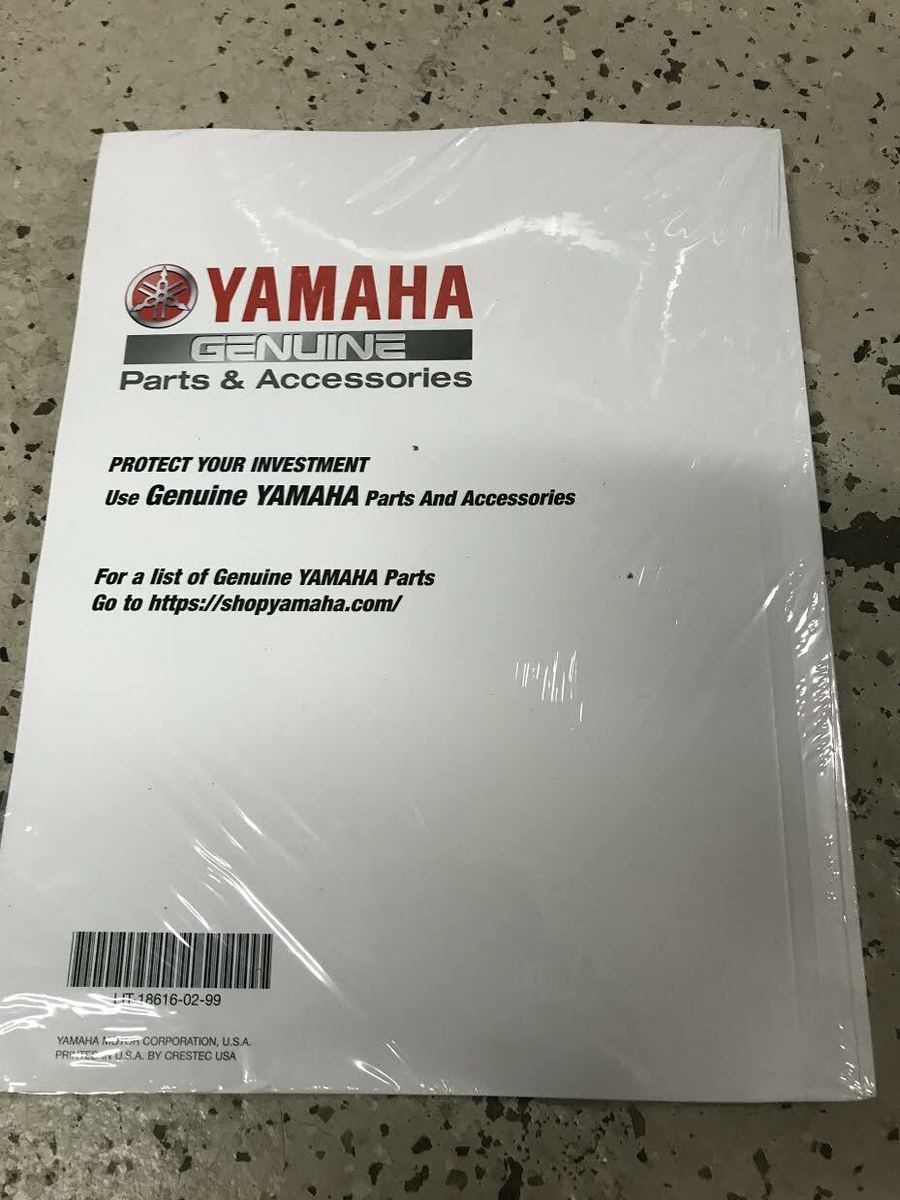 YAMAHA
GENUINE
Parts & Accessories
PROTECT YOUR INVESTMENT
Use Genuine YAMAHA Parts And Accessories
For a list of Genuine YAMAHA Parts
Go to https://shopyamaha.com/
LIT-18616-02-99
YAMAHA MOTOR CORPORATION, U.S.A.
PRINTED IN U.S.A. BY CRESTEC USA